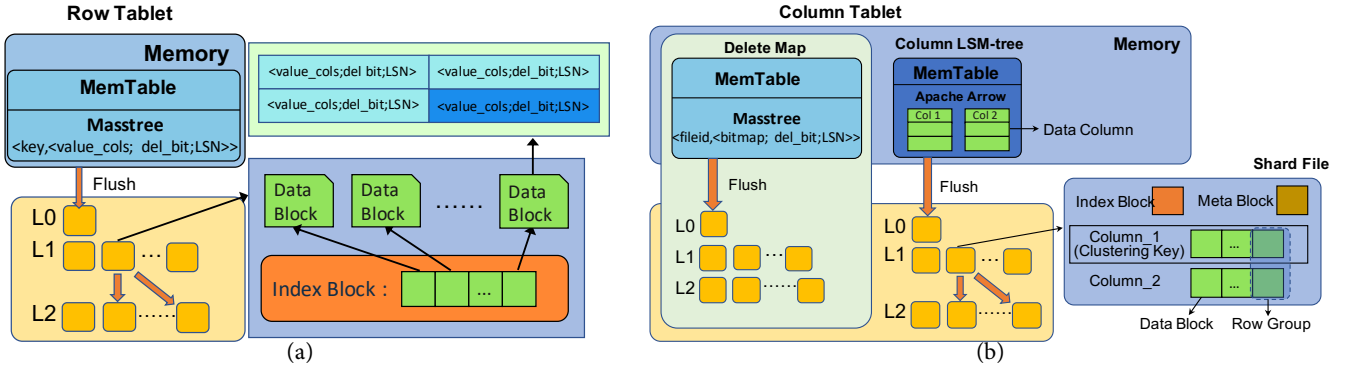 Row Tablet
Memory
MemTable
Masstree
<key,<value_cols; del_bit;LSN>>
Flush
L0
L1
...
L2
......
<value_cols;del bit;LSN>
<value_cols;del_bit;LSN>
<value_cols;del_bit;LSN>
<value_cols;del_bit;LSN>
Data
Block
Data
Block
......
Data
Block
Index Block :
...
(a)
Column Tablet
Delete Map
MemTable
Masstree
<fileid,<bitmap; del_bit;LSN>>
Flush
L0
L1
...
L2
...
Column LSM-tree
Memory
MemTable
Apache Arrow
Col 1
Col 2
Data Column
Flush
L0
L1
...
L2
......
Shard File
Index Block
Meta Block
Column_1
(Clustering Key)
...
Column_2
...
Data Block
Row Group
(b)